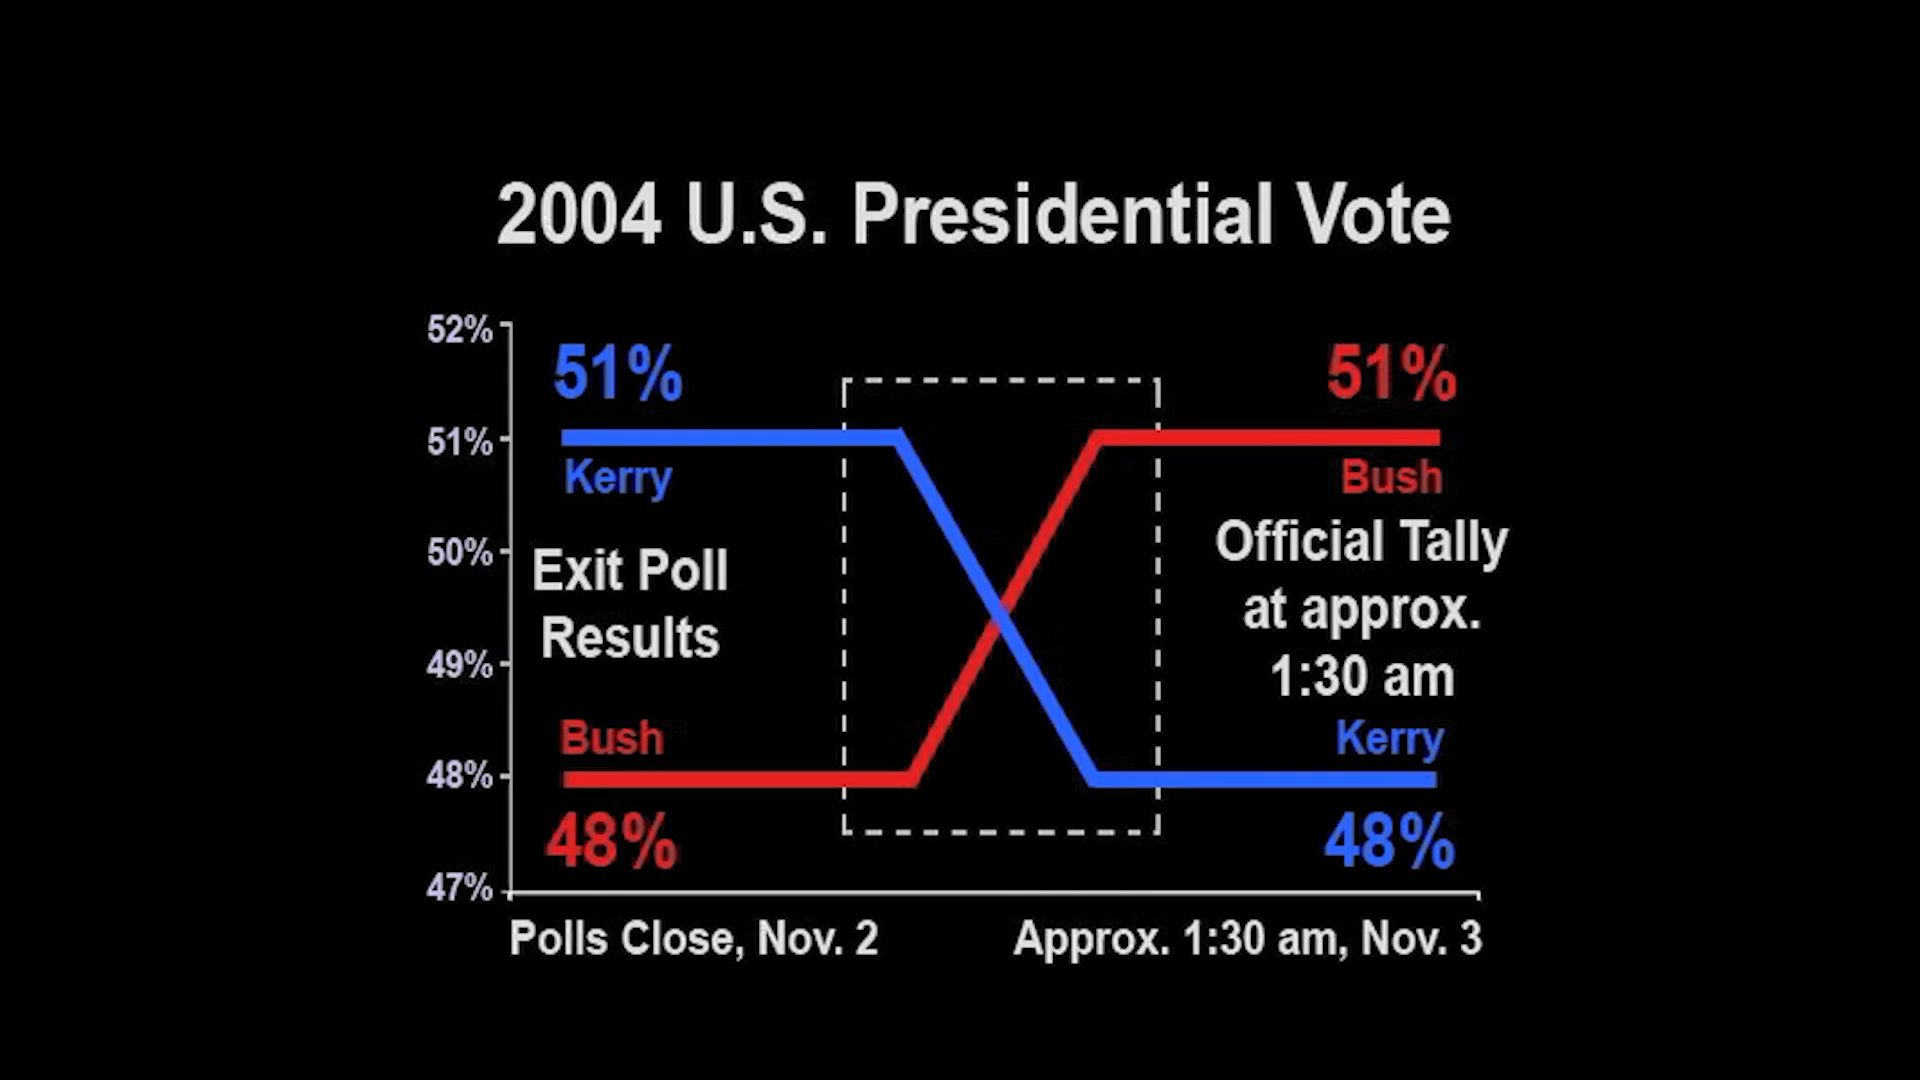 2004 U.S. Presidential Vote
52%
51%
50%
49%
48%
47%
51%
Kerry
Exit Poll
Results
Bush
48%
51%
Bush
Official Tally
at approx.
1:30 am
Kerry
48%
Polls Close, Nov. 2
Approx. 1:30 am, Nov. 3